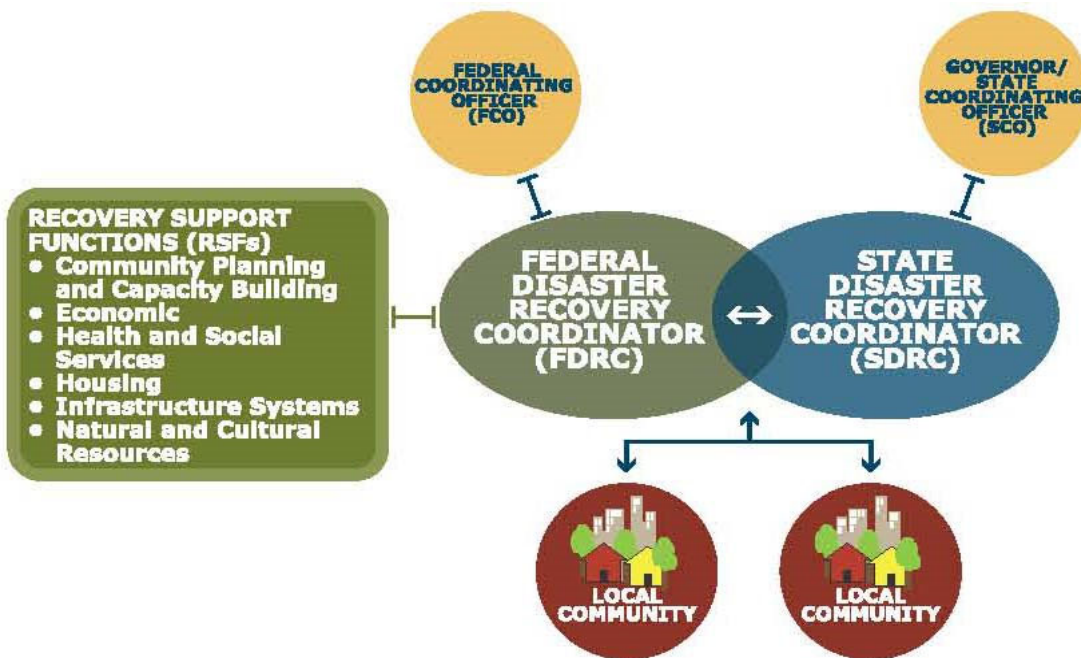 FEDERAL
COORDINATING
OFFICER
(FCO)
GOVERNOR/
STATE
COORDINATING
OFFICER
(SCO)
RECOVERY SUPPORT
FUNCTIONS (RSFs)
● Community Planning
and Capacity Building
● Economic
● Health and Social
Services
● Housing
● Infrastructure Systems
● Natural and Cultural
Resources
FEDERAL
DISASTER
RECOVERY
COORDINATOR
(FDRC)
STATE
DISASTER
RECOVERY
COORDINATOR
(SDRC)
LOCAL
COMMUNITY
LOCAL
COMMUNITY